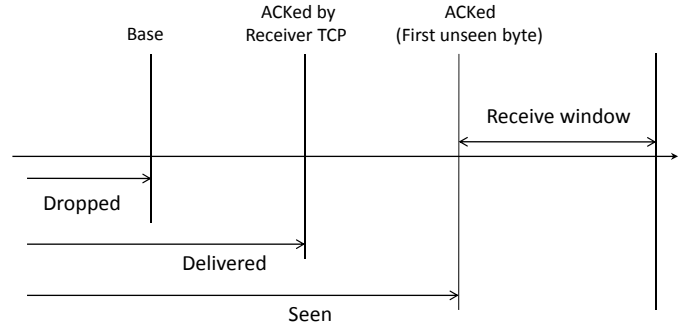 Base
ACKed by
Receiver TCP
ACKed
(First unseen byte)
Receive window
Dropped
Delivered
Seen